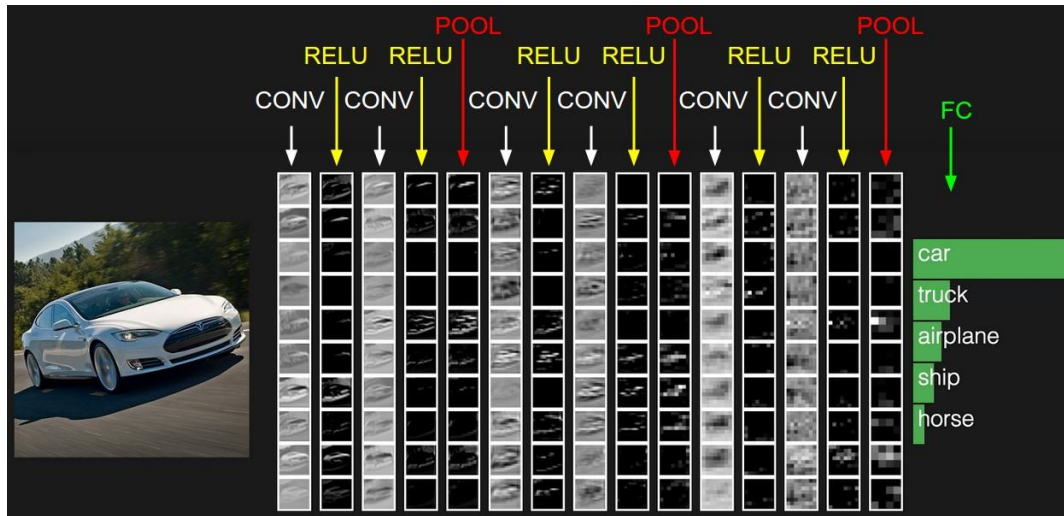 POOL POOL POOL
RELU RELU RELU RELU RELU RELU
CONV CONV CONV CONV CONV CONV
FC
car
truck
airplane
ship
horse